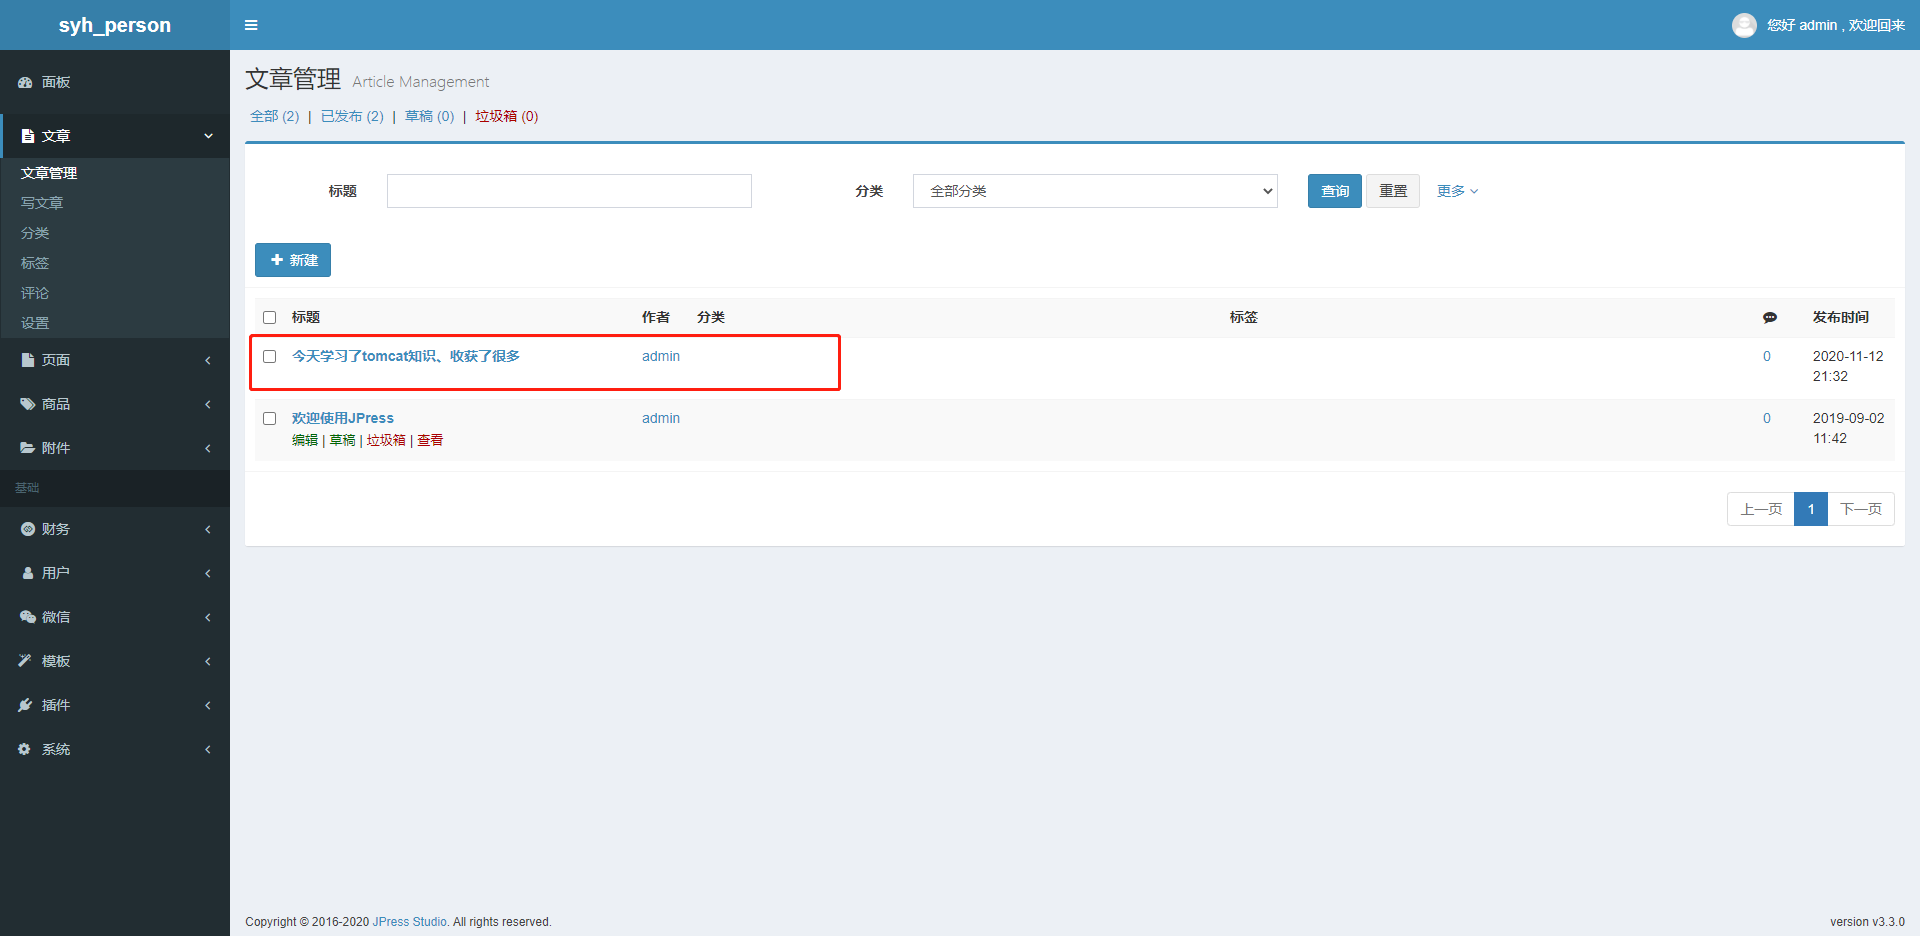 syh_person
您好 admin , 欢迎回来
面板
文章
文章管理
写文章
分类
标签
评论
设置
页面
商品
附件
基础
财务
用户
微信
模板
插件
系统
文章管理 Article Management
全部 (2) | 已发布 (2) | 草稿 (0) | 垃圾箱 (0)
标题 分类 全部分类 查询 重置 更多
新建
标题 作者 分类 标签 发布时间
今天学习了tomcat知识、收获了很多 admin 0 2020-11-12
21:32
欢迎使用JPress admin 0 2019-09-02
编辑 | 草稿 | 垃圾箱 | 查看 11:42
上一页 1 下一页
Copyright © 2016-2020 JPress Studio. All rights reserved. version v3.3.0